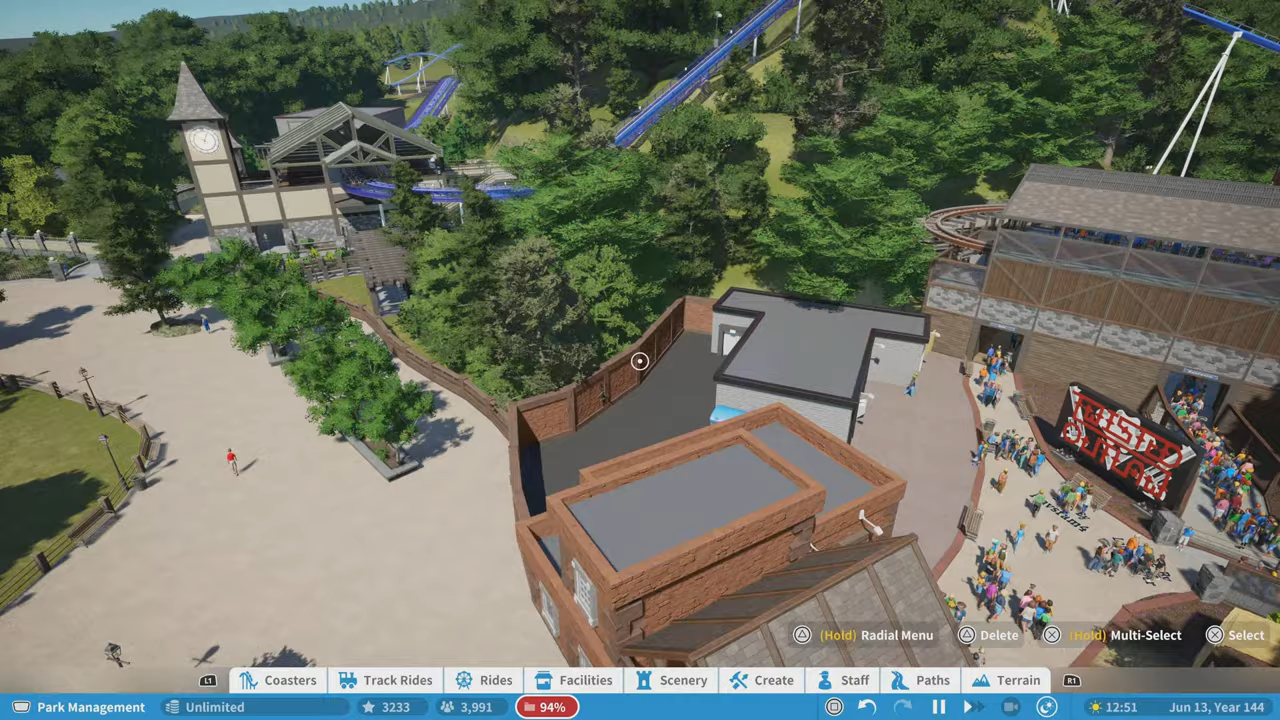 TWISTED
(Hold) Radial Menu
Delete
(Hold) Multi-Select
Select
L1
Coasters
Track Rides
Rides
Facilities
Scenery
Create
Staff
Paths
Terrain
R1
Park Management
Unlimited
3233
3,991
94%
12:51
Jun 13, Year 144